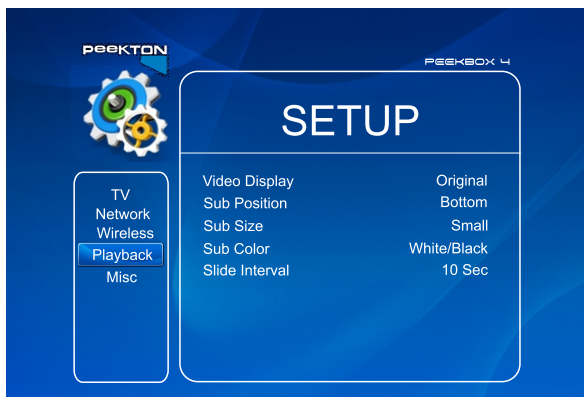 PEEKTON
PEEKBOX 4
SETUP
TV
Network
Wireless
Playback
Misc
Video Display Original
Sub Position Bottom
Sub Size Small
Sub Color White/Black
Slide Interval 10 Sec